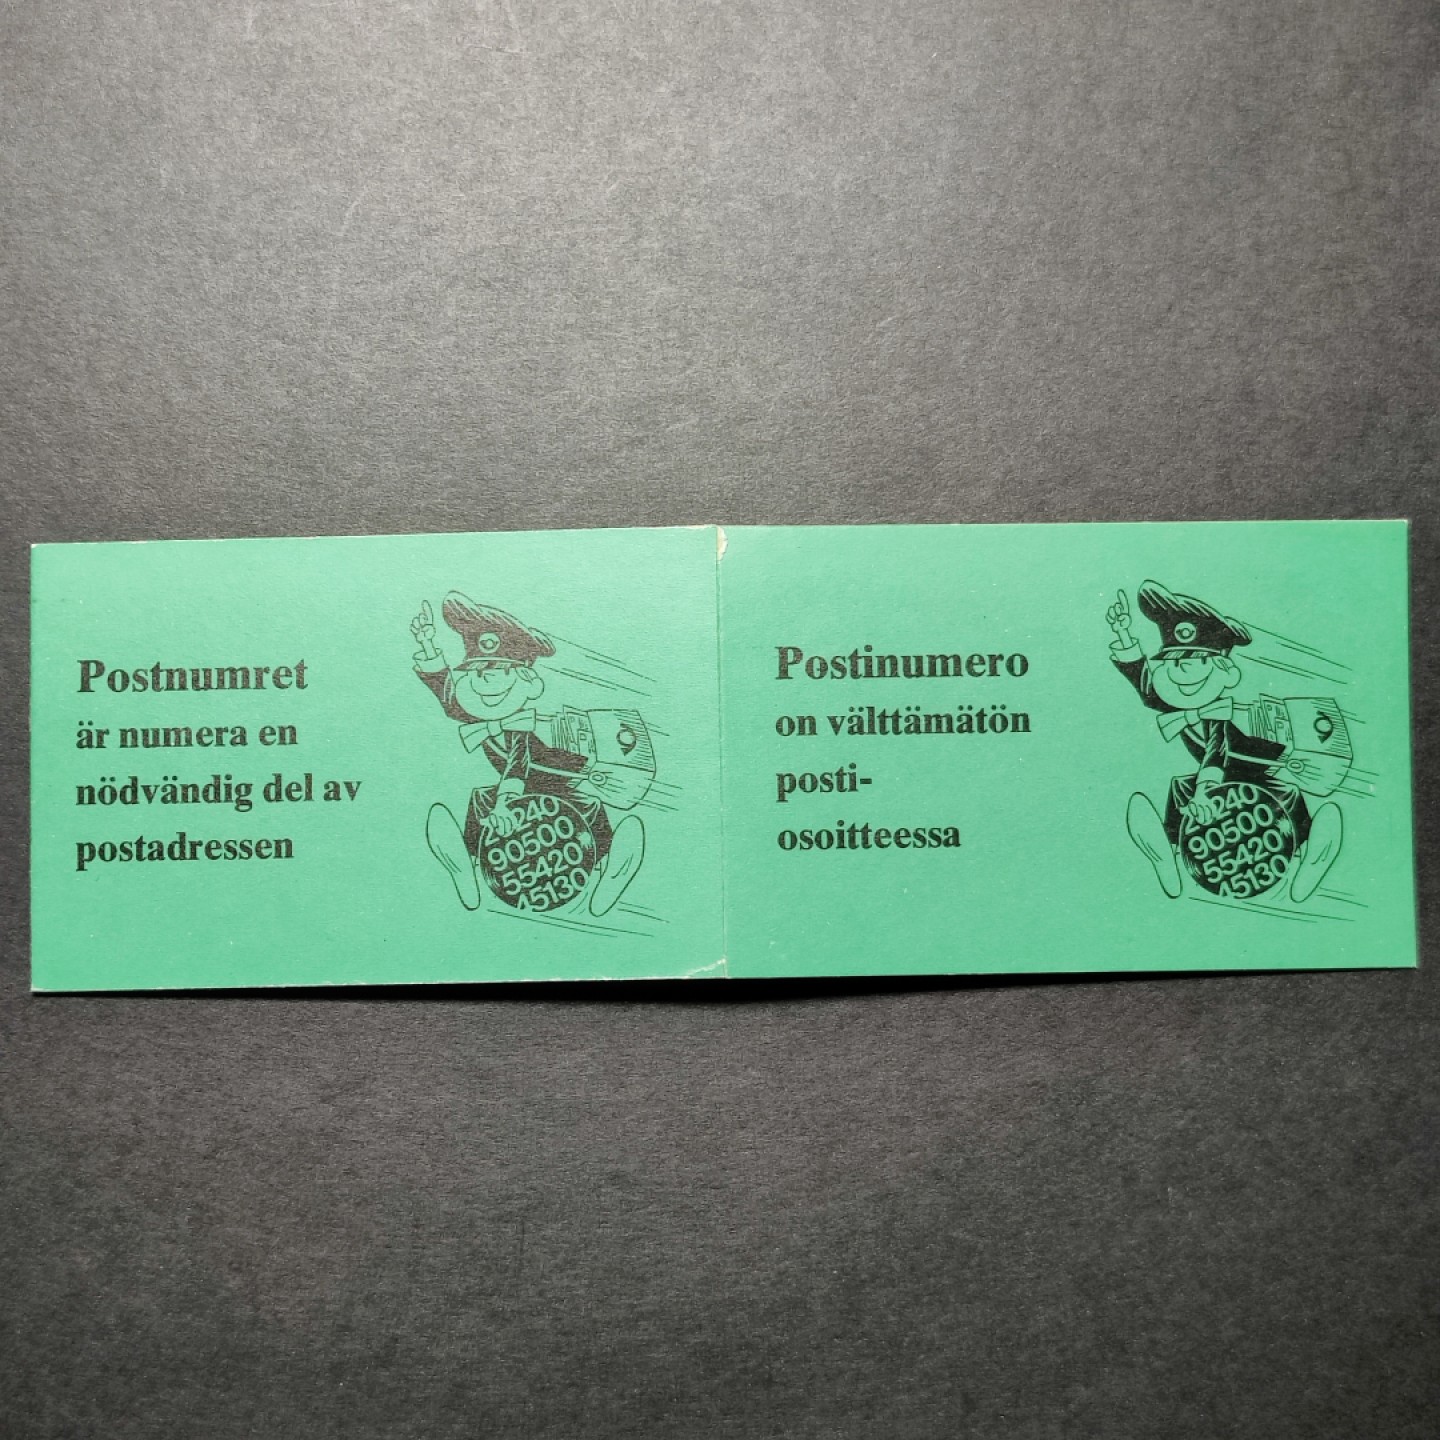 Postnumret
är numera en
nödvändig del av
postadressen
90500
55420
45130
Postinumero
on välttämätön
posti-
osoitteessa
90500
55420
45130